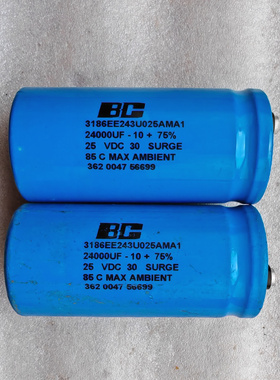 BC
3186EE243U025AMA1
24000UF - 10 + 75%
25 VDC 30 SURGE
85 C MAX AMBIENT
362 0047 56699
BC
3186EE243U025AMA1
24000UF - 10 + 75%
25 VDC 30 SURGE
85 C MAX AMBIENT
362 0047 56699